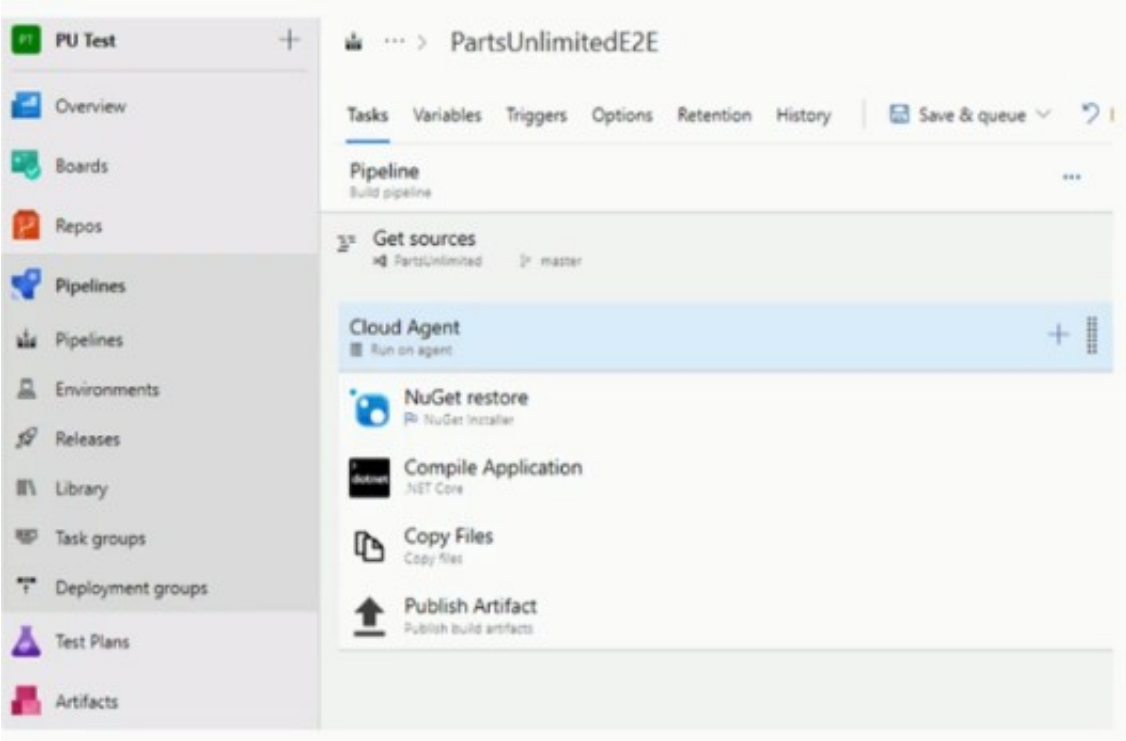 PT PU Test +
Overview
Boards
Repos
Pipelines
Pipelines
Environments
Releases
Library
Task groups
Deployment groups
Test Plans
Artifacts
... > PartsUnlimitedE2E
Tasks Variables Triggers Options Retention History Save & queue
Pipeline
Build pipeline
...
Get sources
PartsUnlimited master
Cloud Agent
Run on agent
+
NuGet restore
NuGet Installer
dotnet
Compile Application
.NET Core
Copy Files
Copy files
Publish Artifact
Publish build artifacts